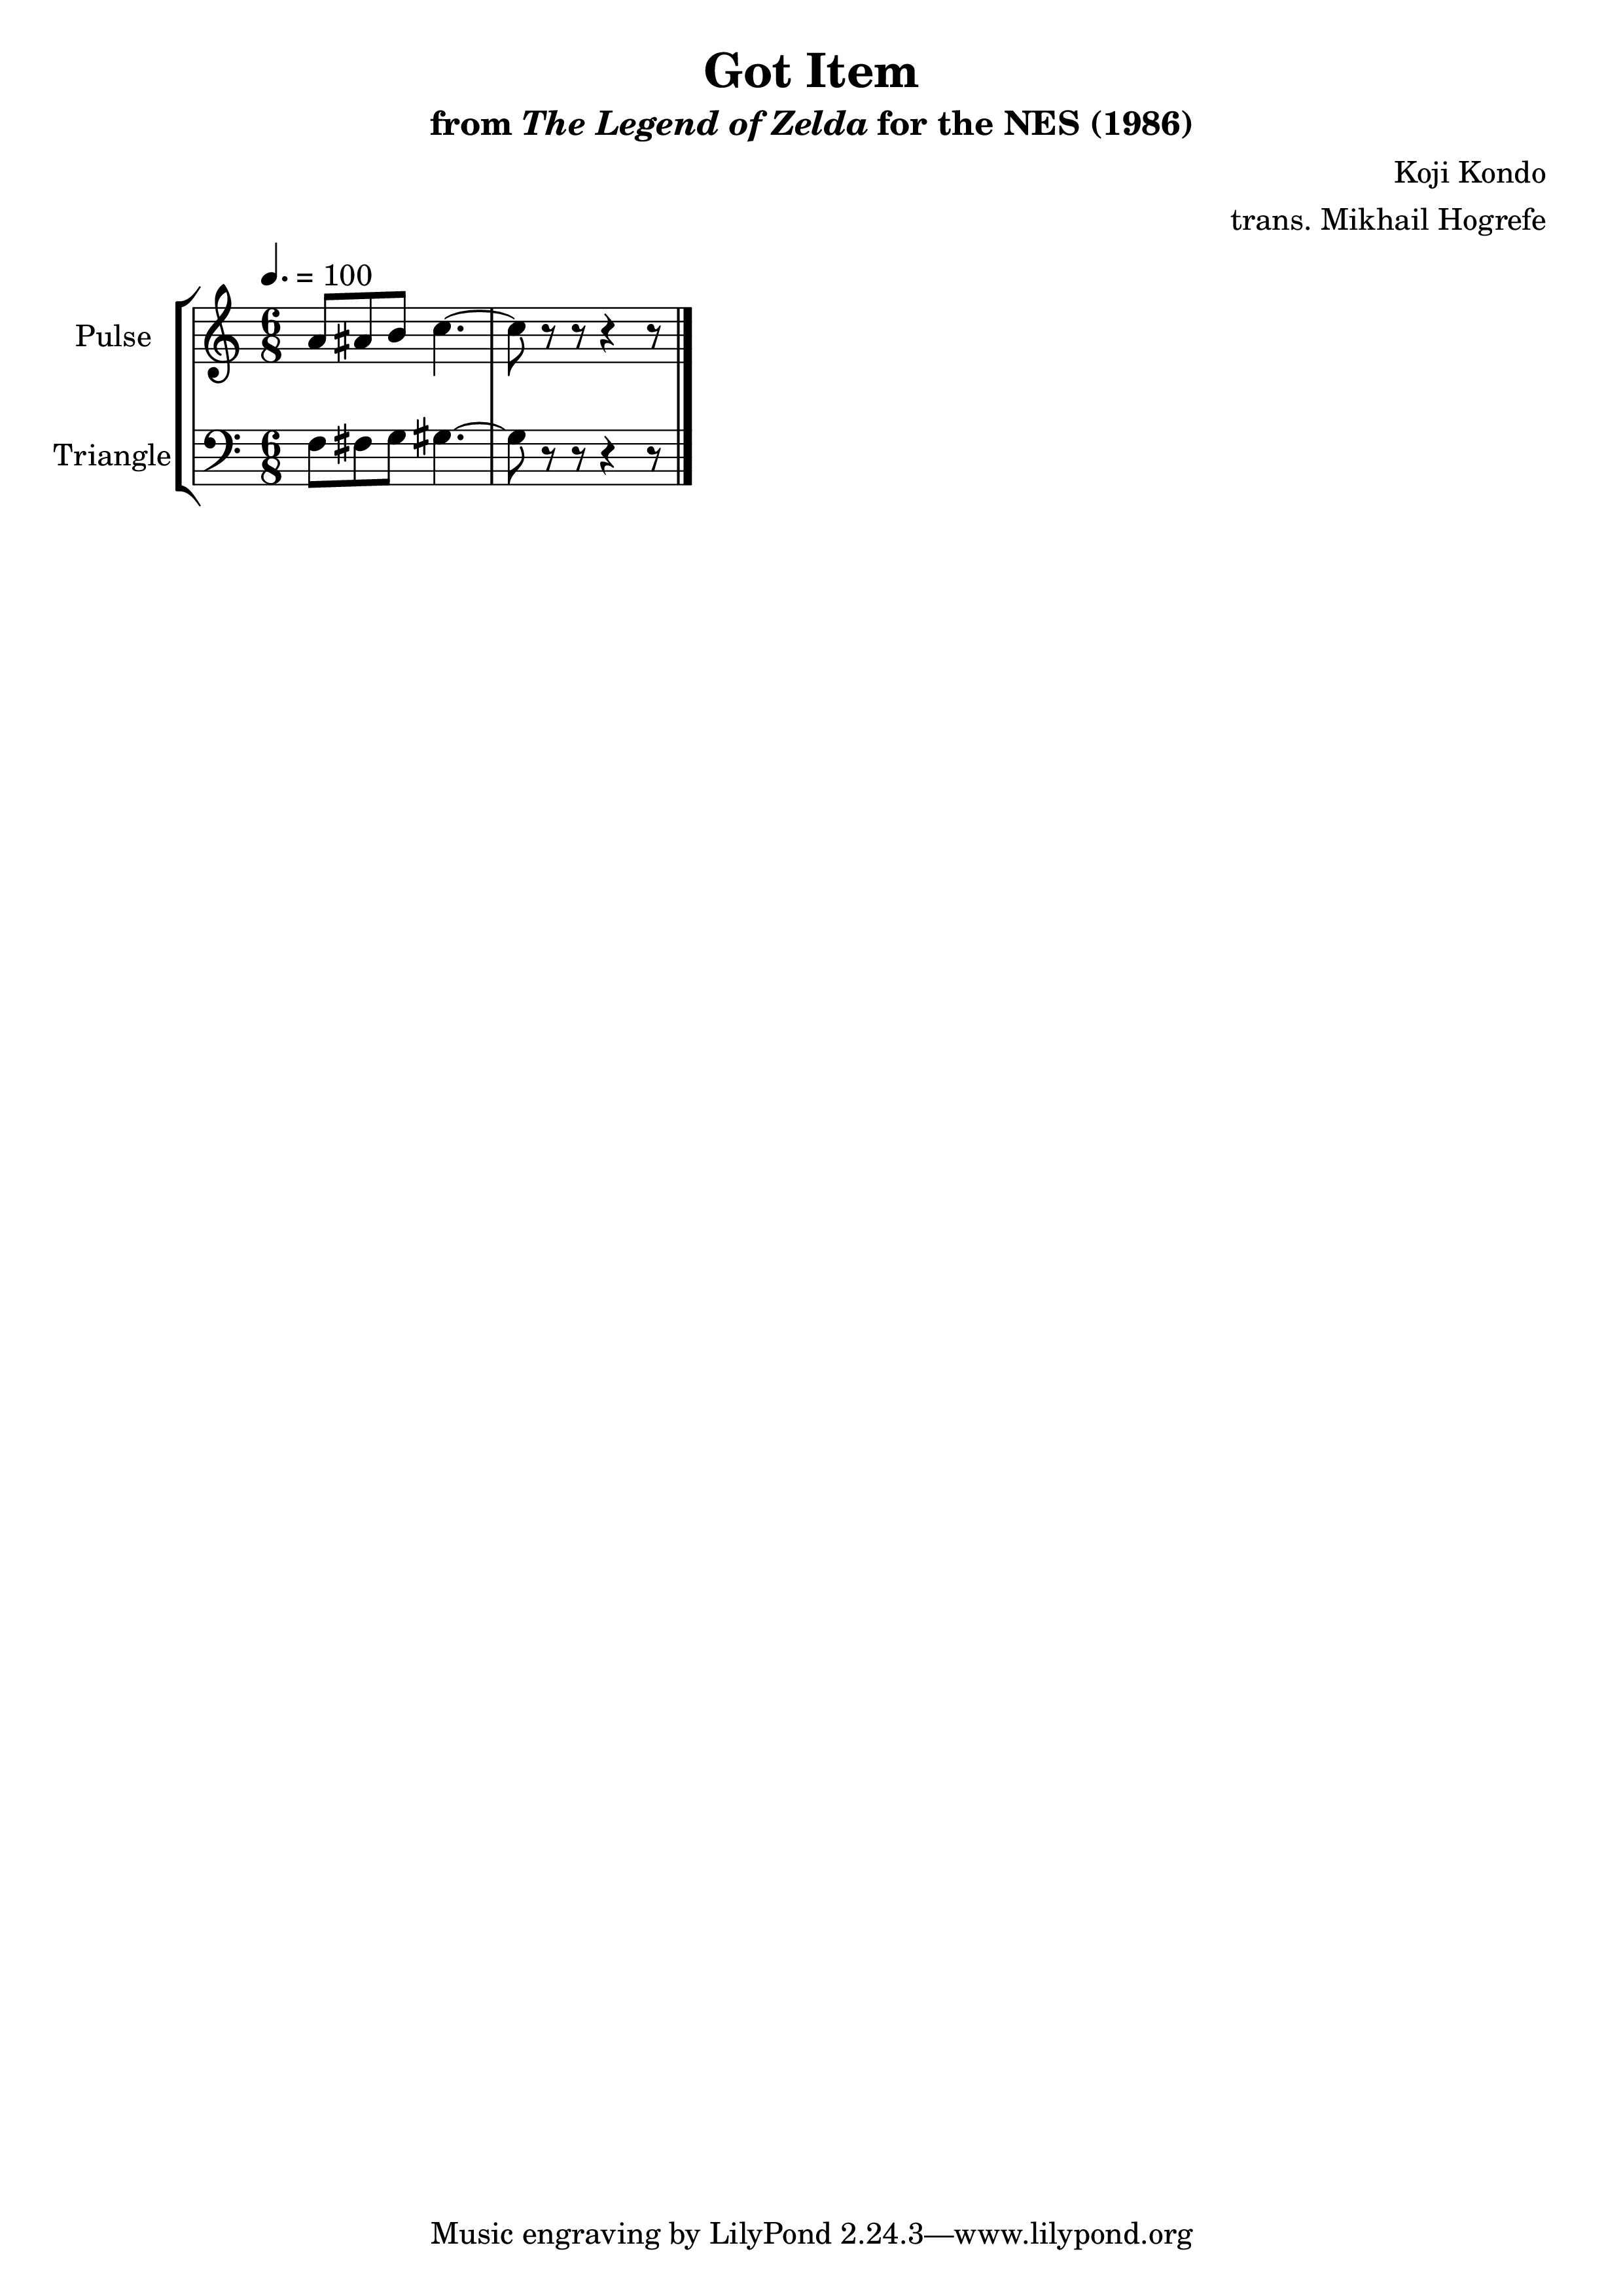 Got Item
from The Legend of Zelda for the NES (1986)
Koji Kondo
trans. Mikhail Hogrefe
= 100
Pulse
6
8
Triangle
6
8
Music engraving by LilyPond 2.24.3—www.lilypond.org